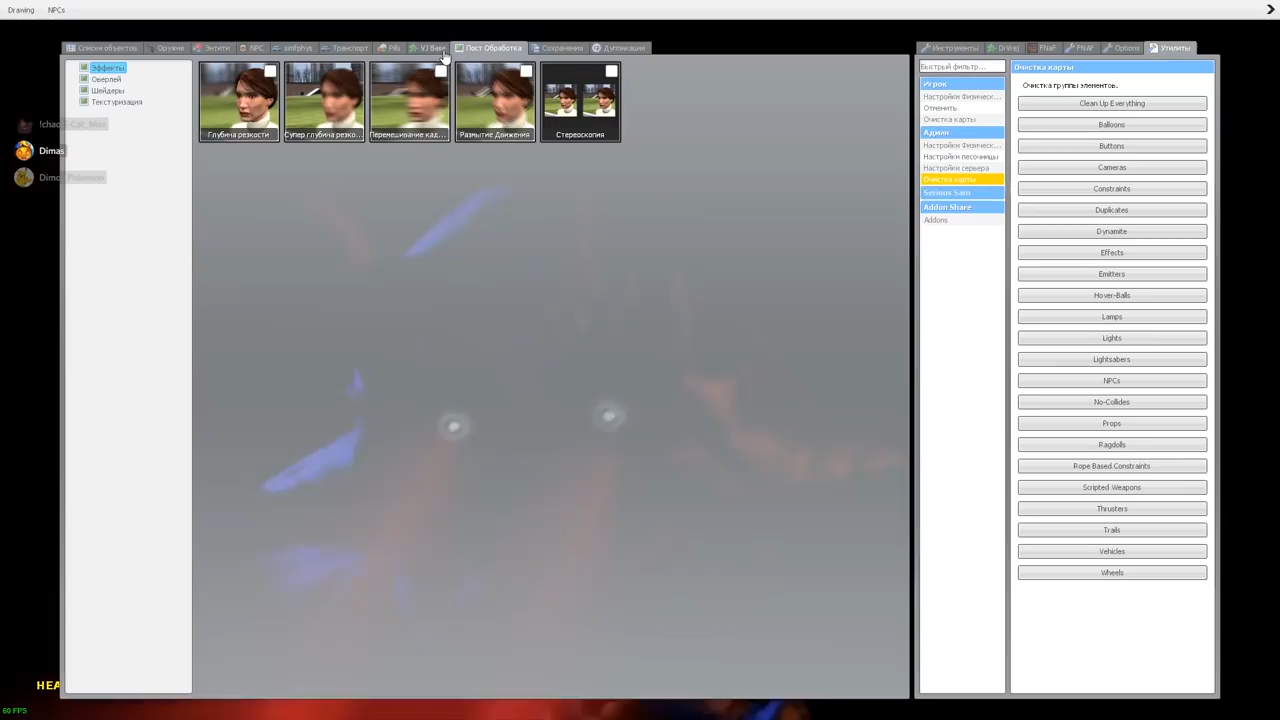 Drawing NPCs
Списки объектов Оружие Энтити NPC simfphys Транспорт Pills VJ Base Пост Обработка Сохранения Дупликации
Инструменты DrVrej FNAF FNAF Options Утилиты
Эффекты
Оверлей
Шейдеры
Текстуризация
Глубина резкости
Супер глубина резко...
Перемешивание кад...
Размытие Движения
Стереоскопия
Dimas
Быстрый фильтр...
Игрок
Настройки Физическ...
Отменить
Очистка карты
Админ
Настройки Физическ...
Настройки песочницы
Настройки сервера
Очистка карты
Serious Sam
Addon Share
Addons
Очистка карты
Очистка группы элементов.
Clean Up Everything
Balloons
Buttons
Cameras
Constraints
Duplicates
Dynamite
Effects
Emitters
Hover-Balls
Lamps
Lights
Lightsabers
NPCs
No-Collides
Props
Ragdolls
Rope Based Constraints
Scripted Weapons
Thrusters
Trails
Vehicles
Wheels
HEA
60 FPS